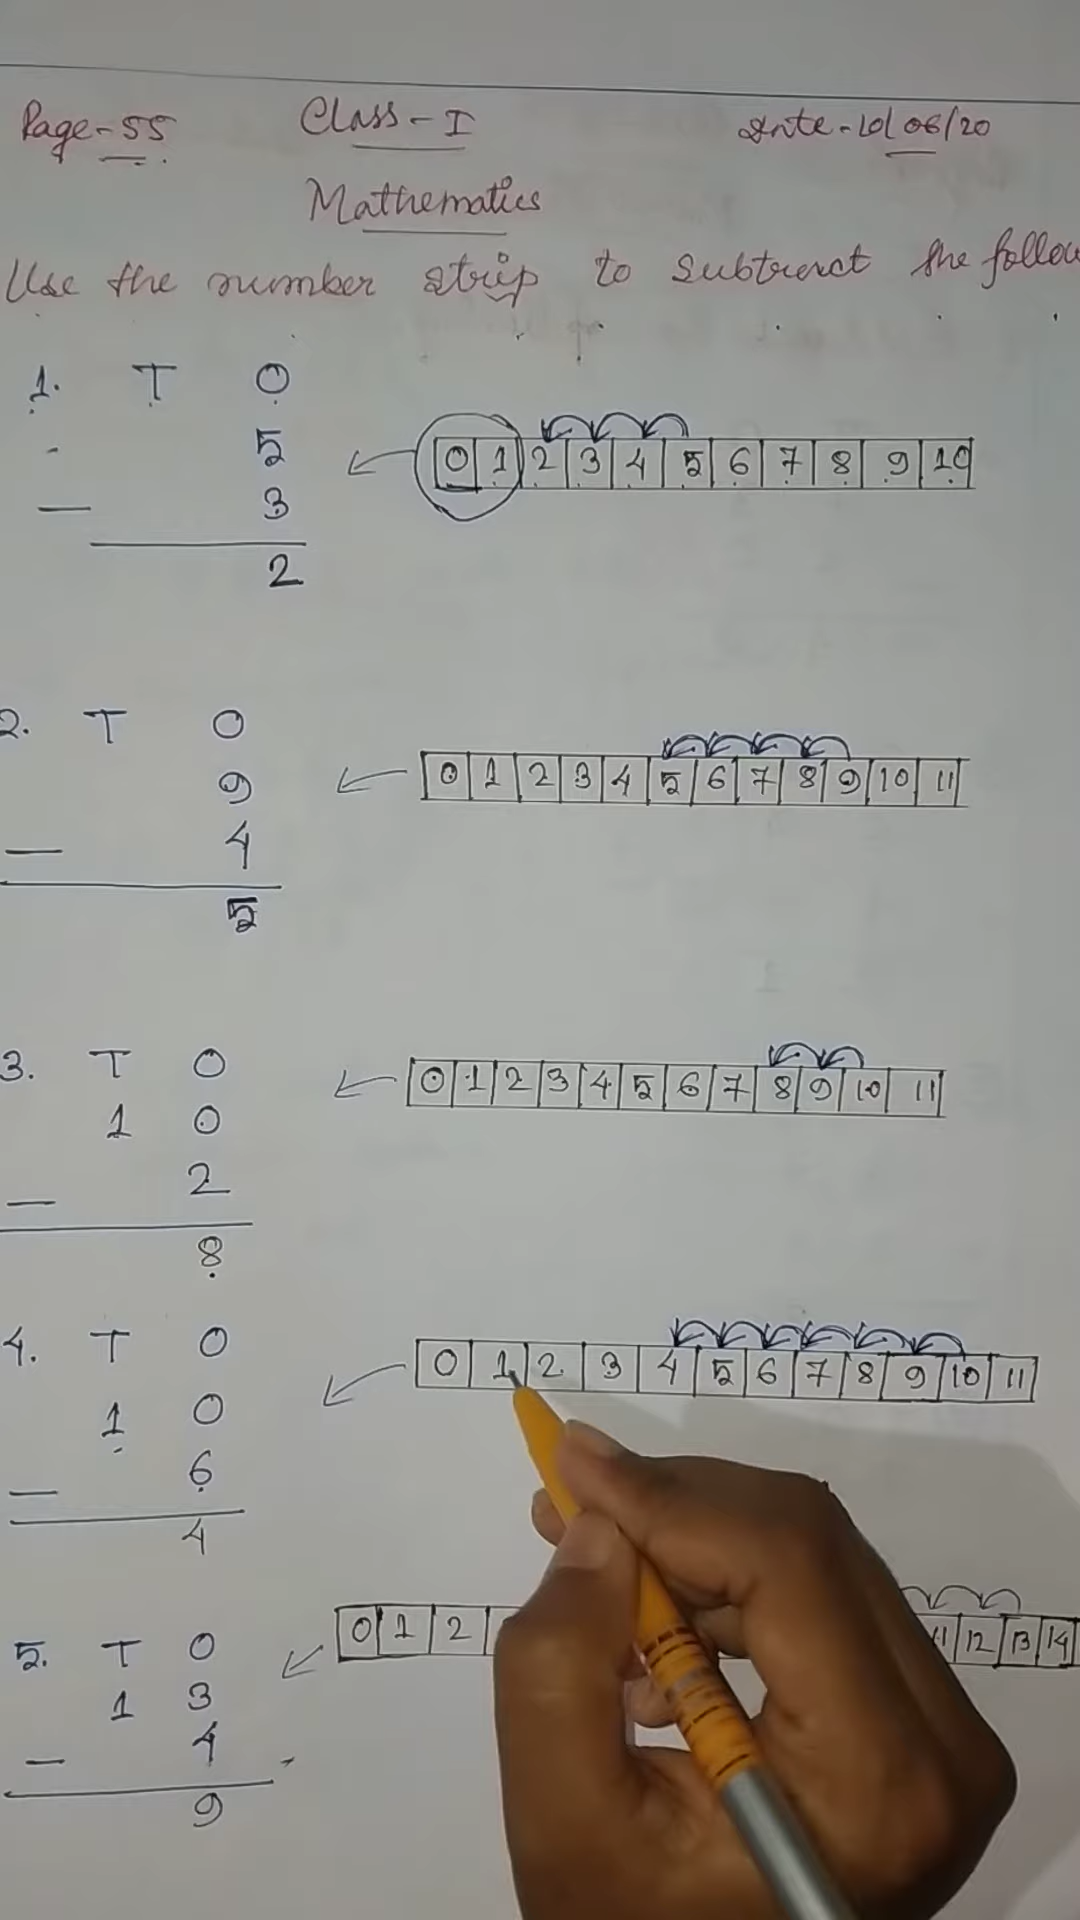 Page-55 Class-I Date-10/06/20
Mathematics
Use the number strip to subtract the follow
1. T O
5
- 3
2
0 1 2 3 4 5 6 7 8 9 10
2. T O
9
- 4
5
0 1 2 3 4 5 6 7 8 9 10 11
3. T O
1 0
- 2
8
0 1 2 3 4 5 6 7 8 9 10 11
4. T O
1 0
- 6
4
0 1 2 3 4 5 6 7 8 9 10 11
5. T O
1 3
- 4
9
0 1 2 11 12 13 14